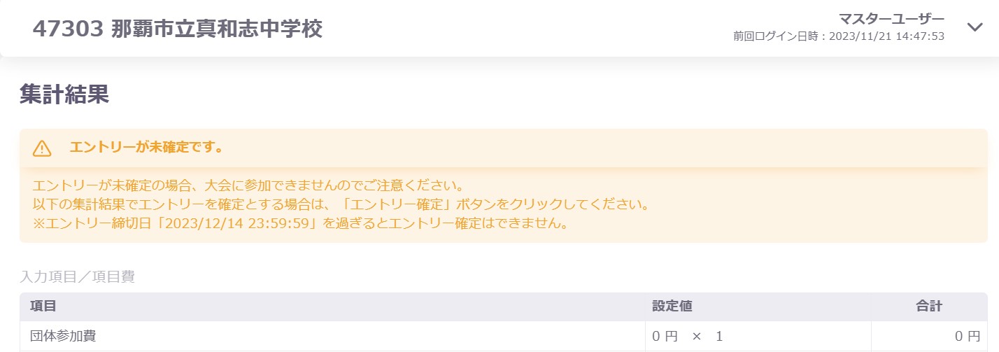 47303 那覇市立真和志中学校
マスターユーザー
前回ログイン日時：2023/11/21 14:47:53
集計結果
エントリーが未確定です。
エントリーが未確定の場合、大会に参加できませんのでご注意ください。
以下の集計結果でエントリーを確定とする場合は、「エントリー確定」ボタンをクリックしてください。
※エントリー締切日「2023/12/14 23:59:59」を過ぎるとエントリー確定はできません。
入力項目／項目費
項目 設定値 合計
団体参加費 0 円 × 1 0 円